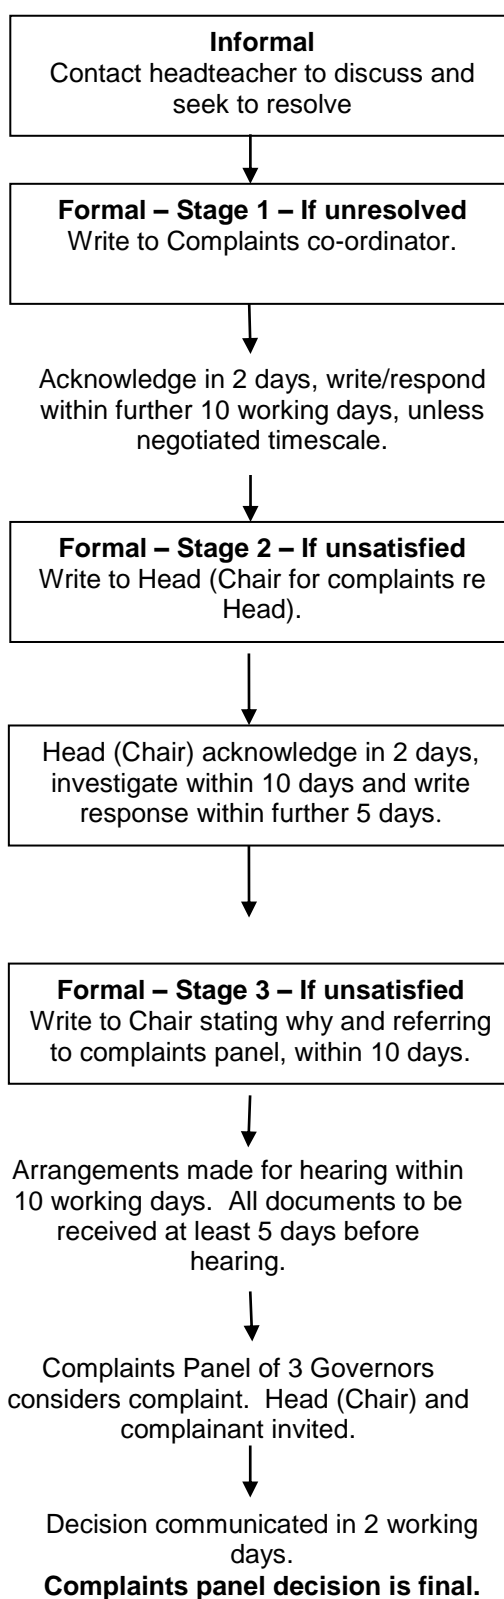 Informal
Contact headteacher to discuss and
seek to resolve
Formal – Stage 1 – If unresolved
Write to Complaints co-ordinator.
Acknowledge in 2 days, write/respond
within further 10 working days, unless
negotiated timescale.
Formal – Stage 2 – If unsatisfied
Write to Head (Chair for complaints re
Head).
Head (Chair) acknowledge in 2 days,
investigate within 10 days and write
response within further 5 days.
Formal – Stage 3 – If unsatisfied
Write to Chair stating why and referring
to complaints panel, within 10 days.
Arrangements made for hearing within
10 working days.  All documents to be
received at least 5 days before
hearing.
Complaints Panel of 3 Governors
considers complaint.  Head (Chair) and
complainant invited.
Decision communicated in 2 working
days.
Complaints panel decision is final.